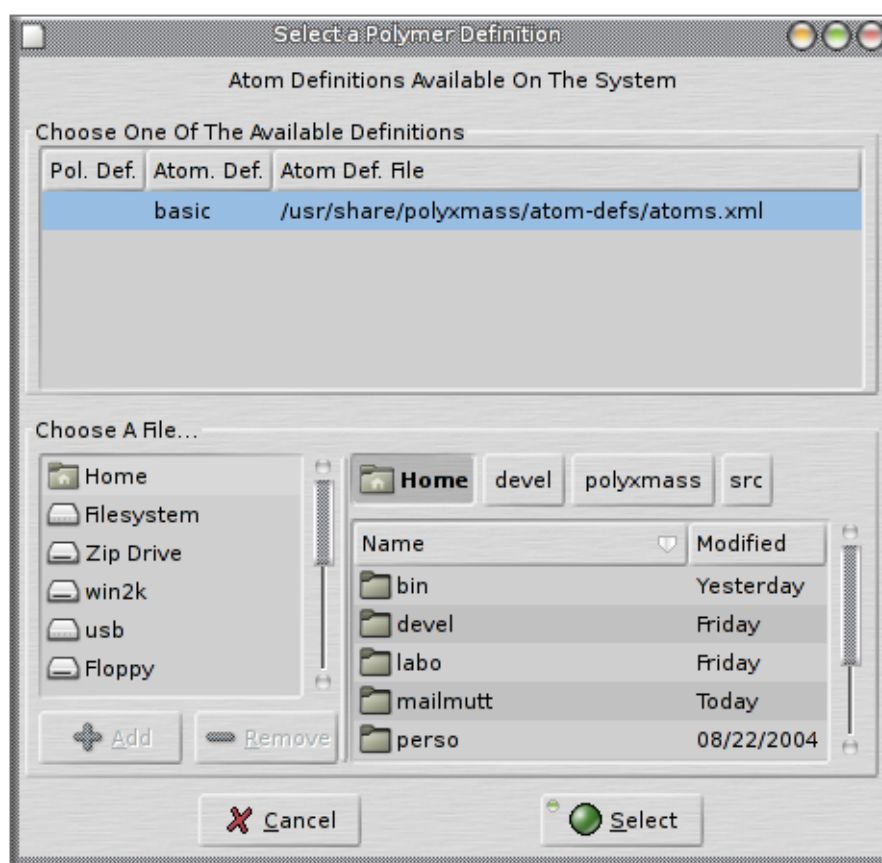 Select a Polymer Definition
Atom Definitions Available On The System
Choose One Of The Available Definitions
Pol. Def. Atom. Def. Atom Def. File
basic /usr/share/polyxmass/atom-defs/atoms.xml
Choose A File...
Home
Filesystem
Zip Drive
win2k
usb
Floppy
Add Remove
Home devel polyxmass src
Name Modified
bin Yesterday
devel Friday
labo Friday
mailmutt Today
perso 08/22/2004
Cancel Select